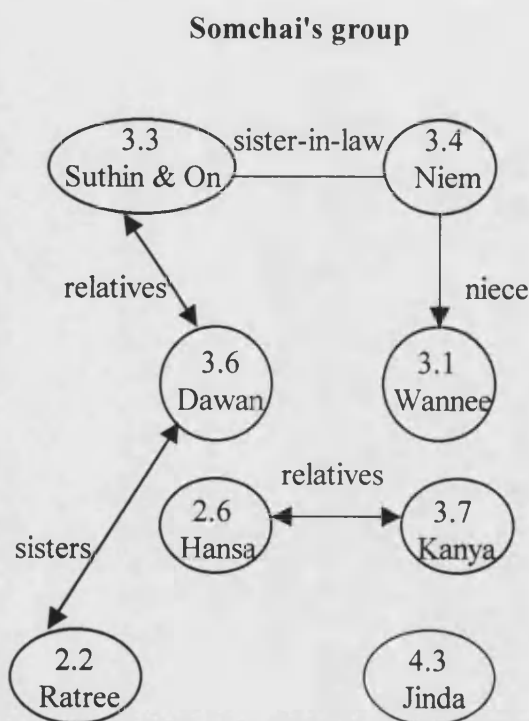 Somchai's group
3.3
Suthin & On
sister-in-law
3.4
Niem
relatives
niece
3.6
Dawan
3.1
Wannee
relatives
2.6
Hansa
3.7
Kanya
sisters
2.2
Ratree
4.3
Jinda